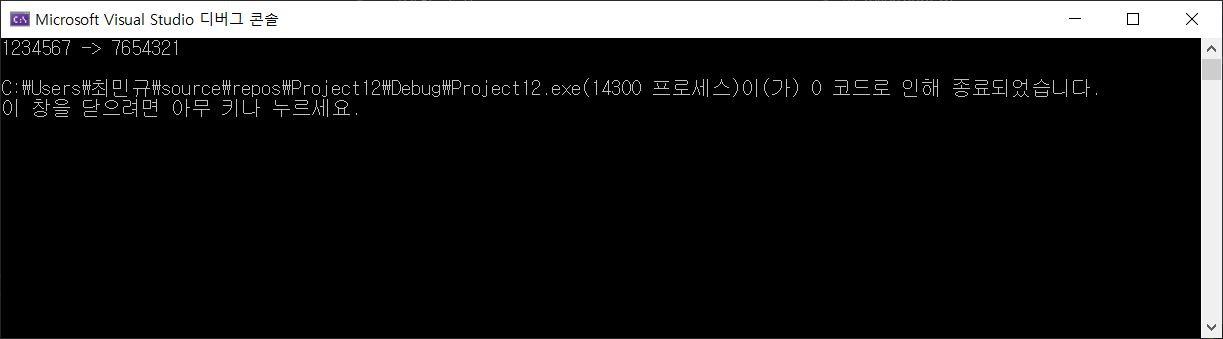 Microsoft Visual Studio 디버그 콘솔
1234567 -> 7654321
C:₩Users₩최민규₩source₩repos₩Project12₩Debug₩Project12.exe(14300 프로세스)이(가) 0 코드로 인해 종료되었습니다.
이 창을 닫으려면 아무 키나 누르세요.